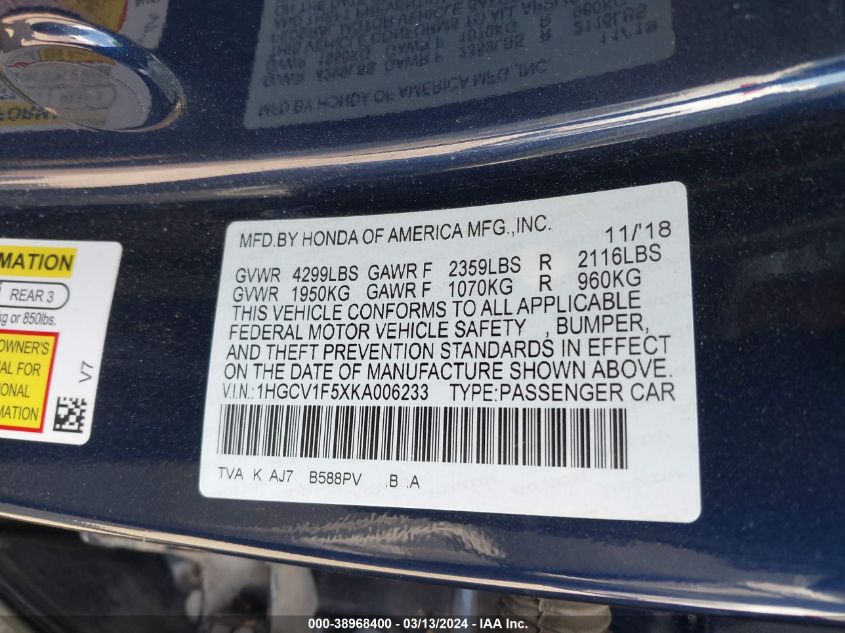 MFD.BY HONDA OF AMERICA MFG.,INC. 11/'18
GVWR 4299LBS GAWR F 2359LBS R 2116LBS
GVWR 1950KG GAWR F 1070KG R 960KG
THIS VEHICLE CONFORMS TO ALL APPLICABLE
FEDERAL MOTOR VEHICLE SAFETY , BUMPER,
AND THEFT PREVENTION STANDARDS IN EFFECT
ON THE DATE OF MANUFACTURE SHOWN ABOVE.
V.I.N.:1HGCV1F5XKA006233 TYPE:PASSENGER CAR
TVA K AJ7 B588PV .B .A
MATION
REAR 3
kg or 850lbs.
OWNER'S
AL FOR
IONAL
MATION
V7
000-38968400 - 03/13/2024 - IAA Inc.